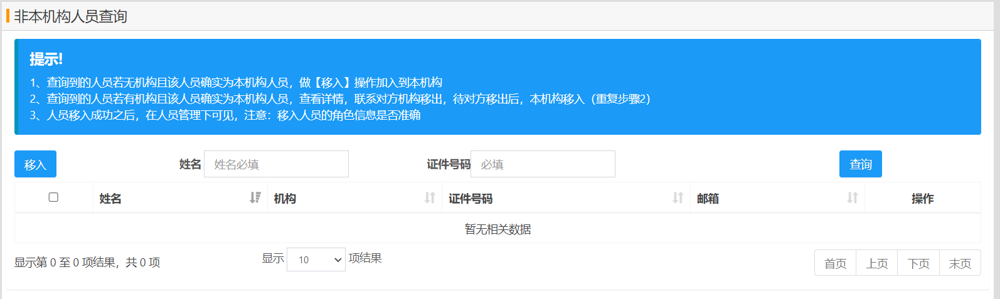 非本机构人员查询
提示!
1、查询到的人员若无机构且该人员确实为本机构人员，做【移入】操作加入到本机构
2、查询到的人员若有机构且该人员确实为本机构人员，查看详情，联系对方机构移出，待对方移出后，本机构移入（重复步骤2）
3、人员移入成功之后，在人员管理下可见，注意：移入人员的角色信息是否准确
移入 姓名 姓名必填 证件号码 必填 查询
姓名 机构 证件号码 邮箱 操作
暂无相关数据
显示第 0 至 0 项结果，共 0 项 显示 10 项结果 首页 上页 下页 末页